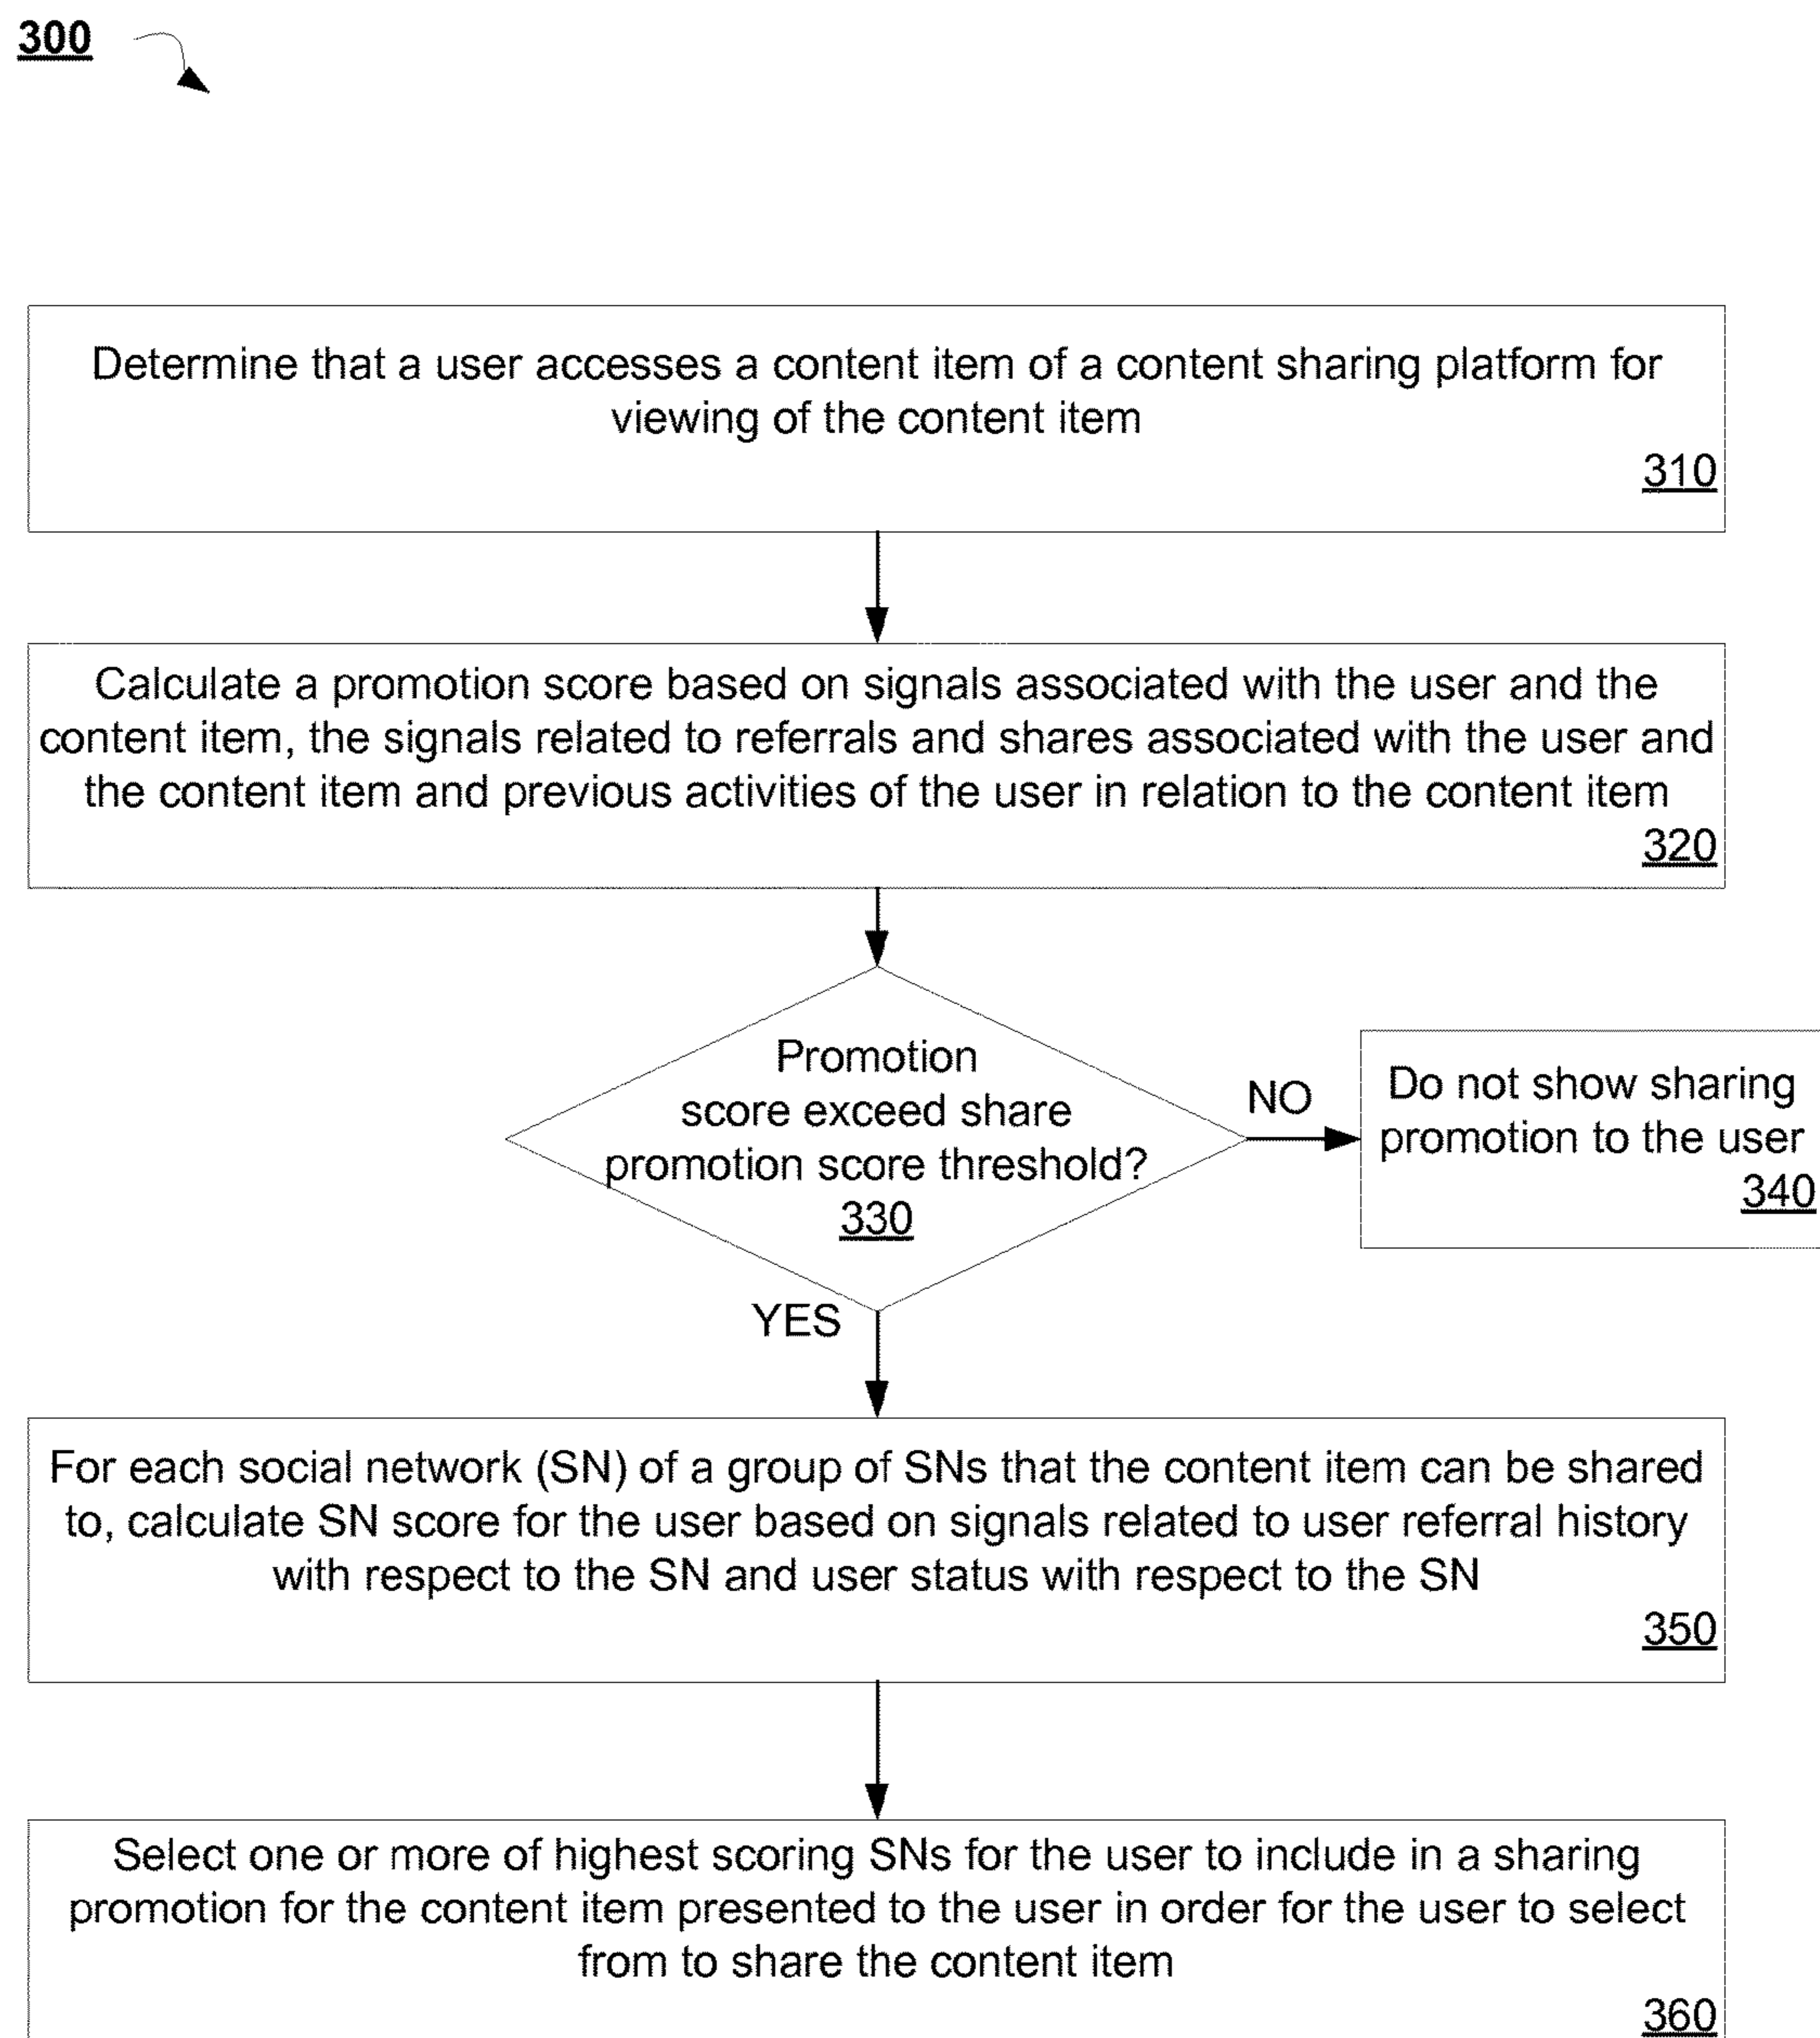 300
Determine that a user accesses a content item of a content sharing platform for
viewing of the content item
310
Calculate a promotion score based on signals associated with the user and the
content item, the signals related to referrals and shares associated with the user and
the content item and previous activities of the user in relation to the content item
320
Promotion
score exceed share
promotion score threshold?
330
NO
Do not show sharing
promotion to the user
340
YES
For each social network (SN) of a group of SNs that the content item can be shared
to, calculate SN score for the user based on signals related to user referral history
with respect to the SN and user status with respect to the SN
350
Select one or more of highest scoring SNs for the user to include in a sharing
promotion for the content item presented to the user in order for the user to select
from to share the content item
360